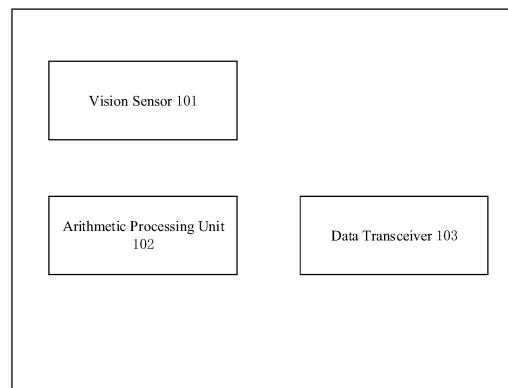 Vision Sensor 101
Arithmetic Processing Unit
102
Data Transceiver 103